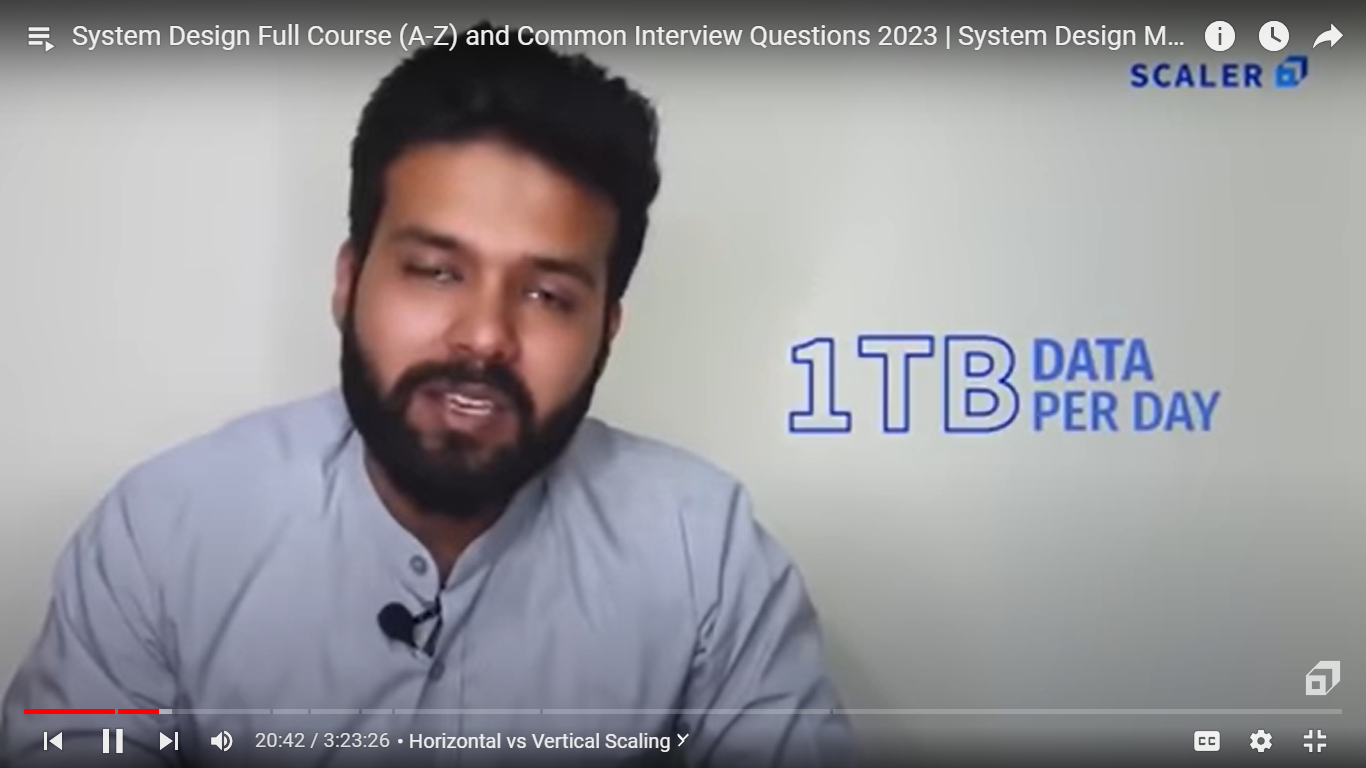 System Design Full Course (A-Z) and Common Interview Questions 2023 | System Design M...
SCALER
1TB DATA
PER DAY
20:42 / 3:23:26 • Horizontal vs Vertical Scaling
CC